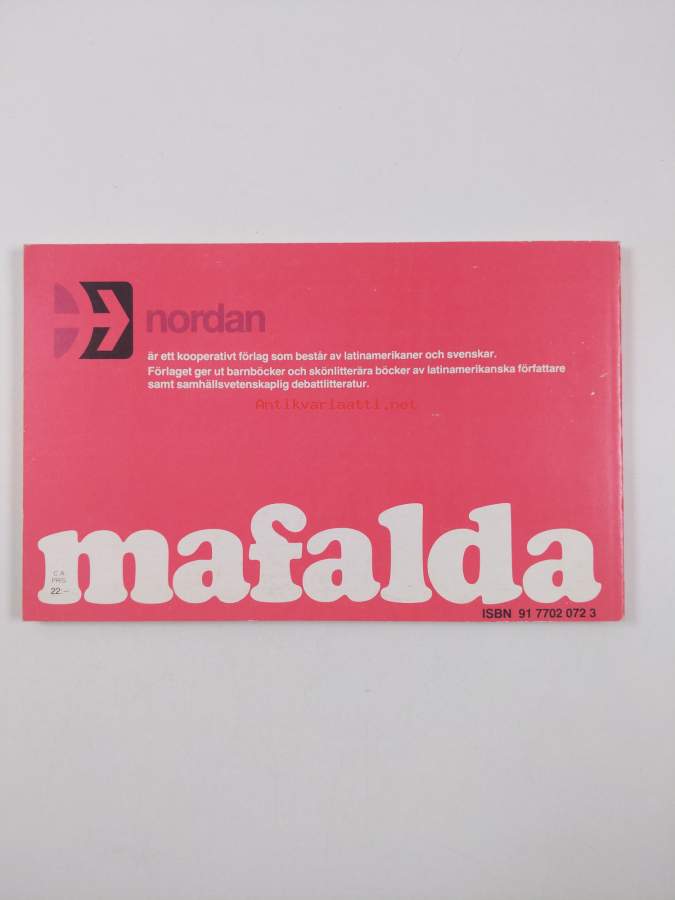 nordan
är ett kooperativt förlag som består av latinamerikaner och svenskar.
Förlaget ger ut barnböcker och skönlitterära böcker av latinamerikanska författare
samt samhällsvetenskaplig debattlitteratur.
Antikvariaatti.net
mafalda
C A
PRIS
22:–
ISBN 91 7702 072 3